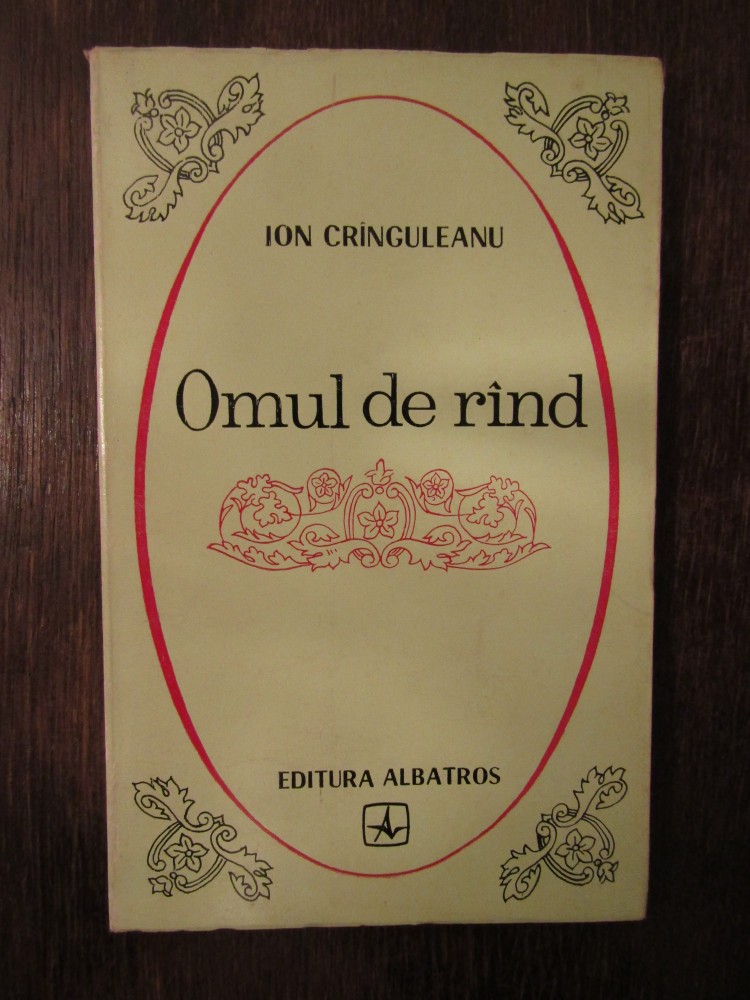 ION CRÎNGULEANU
Omul de rînd
EDITURA ALBATROS